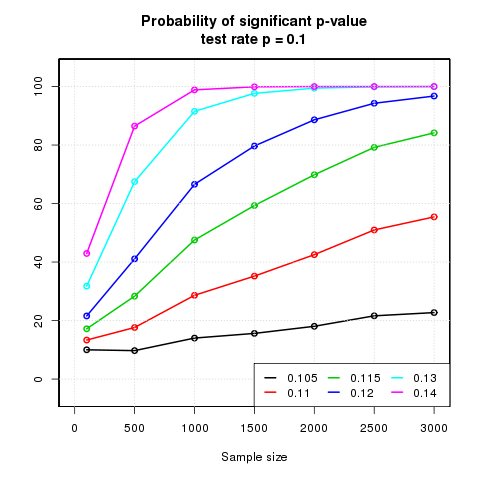 Probability of significant p-value
test rate p = 0.1
100
80
60
40
20
0
0.105 0.115 0.13
0.11 0.12 0.14
0 500 1000 1500 2000 2500 3000
Sample size